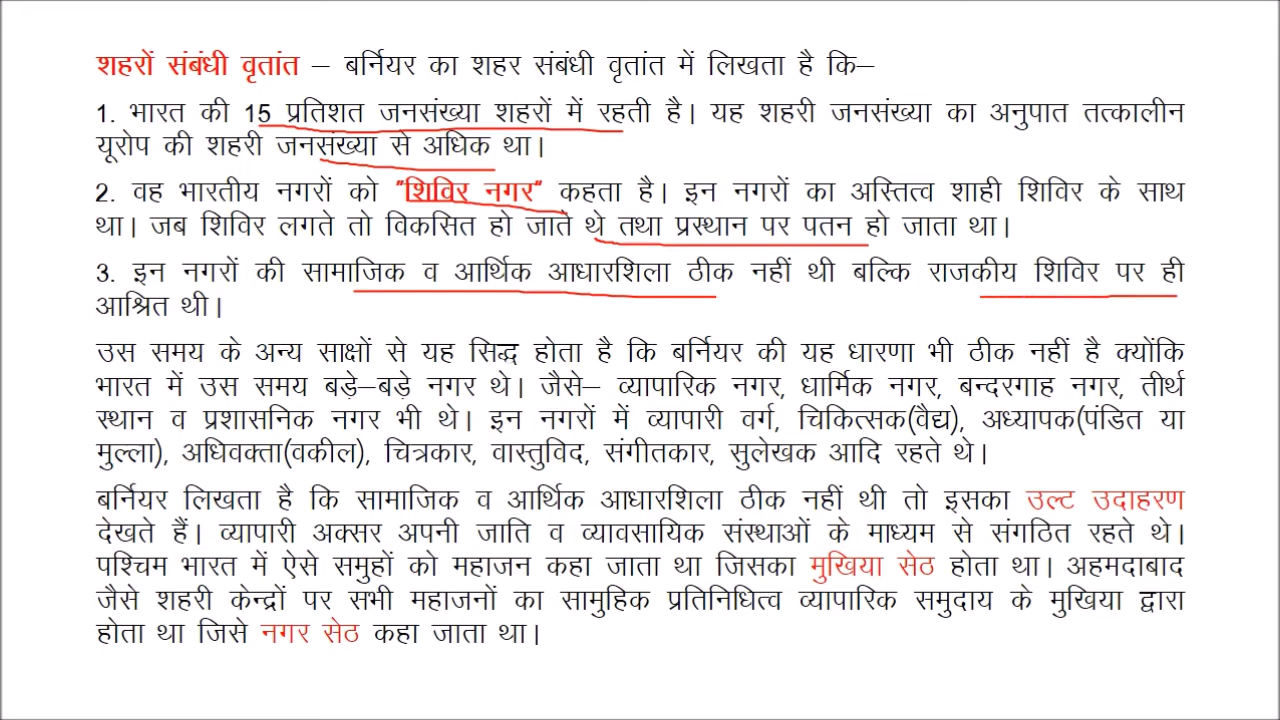 शहरों संबंधी वृतांत – बर्नियर का शहर संबंधी वृतांत में लिखता है कि–
1. भारत की 15 प्रतिशत जनसंख्या शहरों में रहती है। यह शहरी जनसंख्या का अनुपात तत्कालीन
यूरोप की शहरी जनसंख्या से अधिक था।
2. वह भारतीय नगरों को "शिविर नगर" कहता है। इन नगरों का अस्तित्व शाही शिविर के साथ
था। जब शिविर लगते तो विकसित हो जाते थे तथा प्रस्थान पर पतन हो जाता था।
3. इन नगरों की सामाजिक व आर्थिक आधारशिला ठीक नहीं थी बल्कि राजकीय शिविर पर ही
आश्रित थी।
उस समय के अन्य साक्षों से यह सिद्ध होता है कि बर्नियर की यह धारणा भी ठीक नहीं है क्योंकि
भारत में उस समय बड़े–बड़े नगर थे। जैसे– व्यापारिक नगर, धार्मिक नगर, बन्दरगाह नगर, तीर्थ
स्थान व प्रशासनिक नगर भी थे। इन नगरों में व्यापारी वर्ग, चिकित्सक(वैद्य), अध्यापक(पंडित या
मुल्ला), अधिवक्ता(वकील), चित्रकार, वास्तुविद, संगीतकार, सुलेखक आदि रहते थे।
बर्नियर लिखता है कि सामाजिक व आर्थिक आधारशिला ठीक नहीं थी तो इसका उल्ट उदाहरण
देखते हैं। व्यापारी अक्सर अपनी जाति व व्यावसायिक संस्थाओं के माध्यम से संगठित रहते थे।
पश्चिम भारत में ऐसे समुहों को महाजन कहा जाता था जिसका मुखिया सेठ होता था। अहमदाबाद
जैसे शहरी केन्द्रों पर सभी महाजनों का सामुहिक प्रतिनिधित्व व्यापारिक समुदाय के मुखिया द्वारा
होता था जिसे नगर सेठ कहा जाता था।